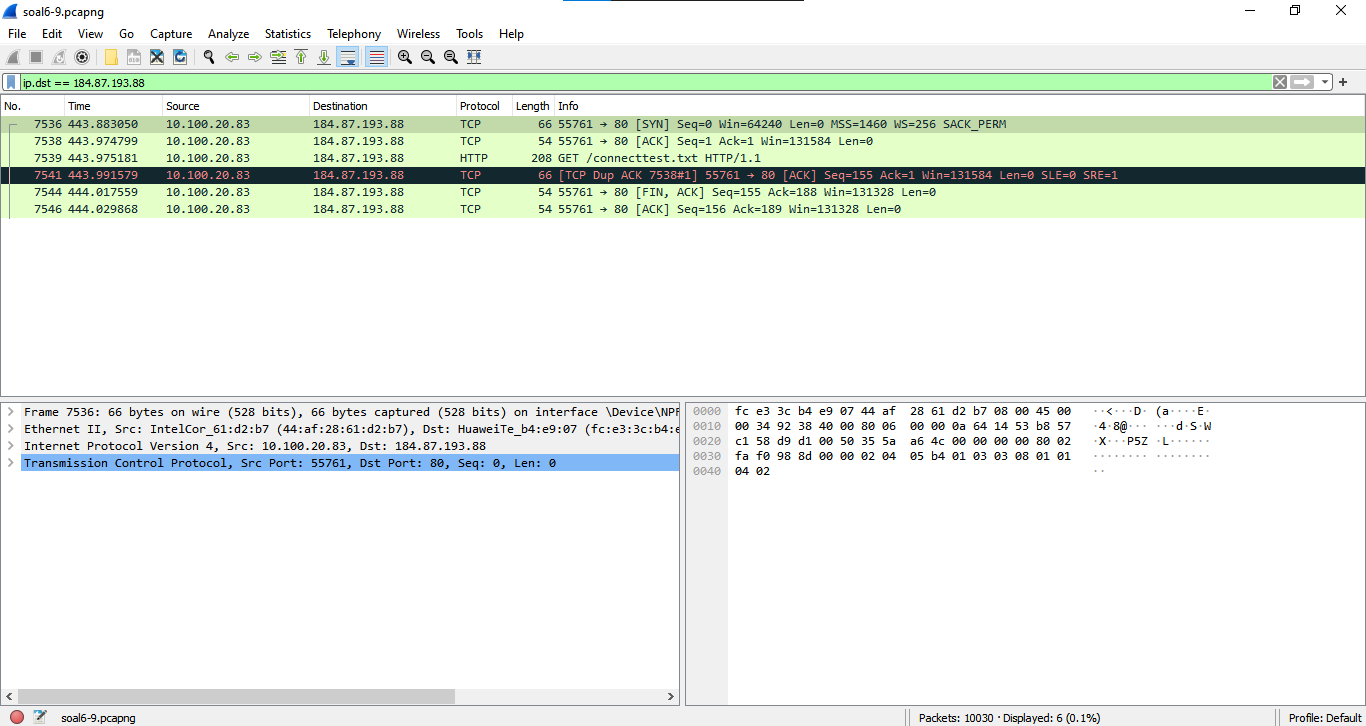 soal6-9.pcapng
File Edit View Go Capture Analyze Statistics Telephony Wireless Tools Help
ip.dst == 184.87.193.88
No. Time Source Destination Protocol Length Info
7536 443.883050 10.100.20.83 184.87.193.88 TCP 66 55761 → 80 [SYN] Seq=0 Win=64240 Len=0 MSS=1460 WS=256 SACK_PERM
7538 443.974799 10.100.20.83 184.87.193.88 TCP 54 55761 → 80 [ACK] Seq=1 Ack=1 Win=131584 Len=0
7539 443.975181 10.100.20.83 184.87.193.88 HTTP 208 GET /connecttest.txt HTTP/1.1
7541 443.991579 10.100.20.83 184.87.193.88 TCP 66 [TCP Dup ACK 7538#1] 55761 → 80 [ACK] Seq=155 Ack=1 Win=131584 Len=0 SLE=0 SRE=1
7544 444.017559 10.100.20.83 184.87.193.88 TCP 54 55761 → 80 [FIN, ACK] Seq=155 Ack=188 Win=131328 Len=0
7546 444.029868 10.100.20.83 184.87.193.88 TCP 54 55761 → 80 [ACK] Seq=156 Ack=189 Win=131328 Len=0
Frame 7536: 66 bytes on wire (528 bits), 66 bytes captured (528 bits) on interface \Device\NPF
Ethernet II, Src: IntelCor_61:d2:b7 (44:af:28:61:d2:b7), Dst: HuaweiTe_b4:e9:07 (fc:e3:3c:b4:e
Internet Protocol Version 4, Src: 10.100.20.83, Dst: 184.87.193.88
Transmission Control Protocol, Src Port: 55761, Dst Port: 80, Seq: 0, Len: 0
0000 fc e3 3c b4 e9 07 44 af 28 61 d2 b7 08 00 45 00 ··<···D· (a····E·
0010 00 34 92 38 40 00 80 06 00 00 0a 64 14 53 b8 57 ·4·8@··· ···d·S·W
0020 c1 58 d9 d1 00 50 35 5a a6 4c 00 00 00 00 80 02 ·X···P5Z ·L······
0030 fa f0 98 8d 00 00 02 04 05 b4 01 03 03 08 01 01 ········ ········
0040 04 02 ··
soal6-9.pcapng
Packets: 10030 · Displayed: 6 (0.1%)
Profile: Default